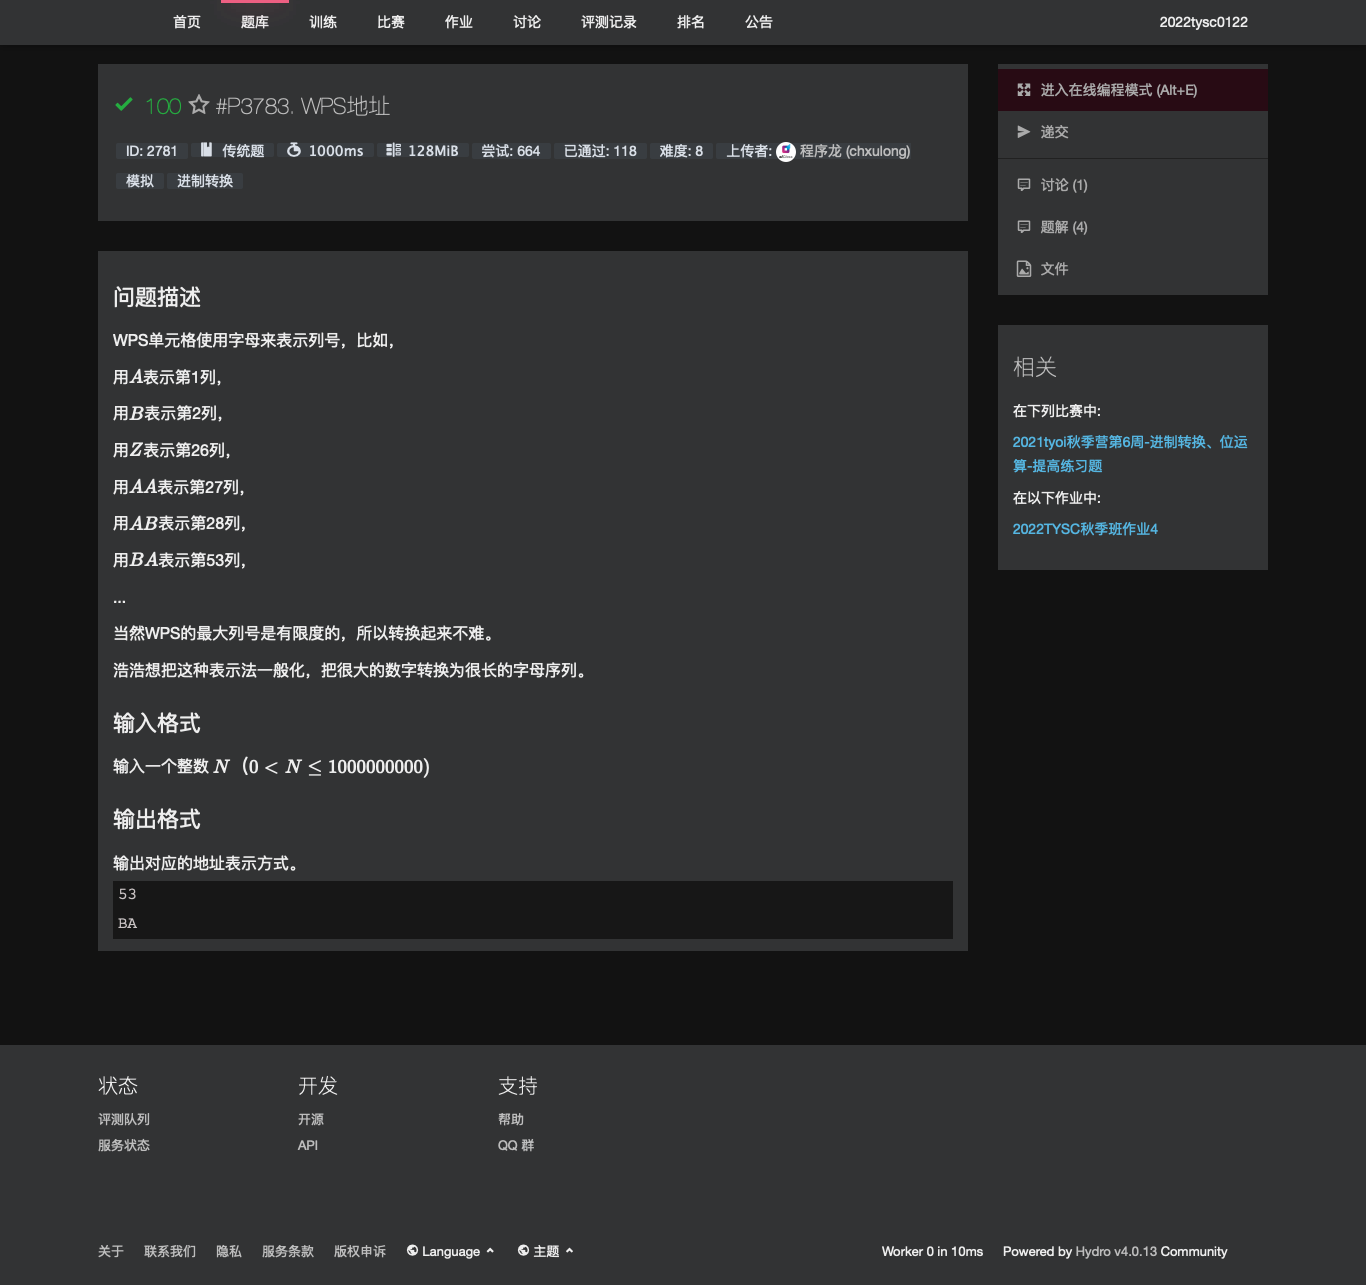 首页 题库 训练 比赛 作业 讨论 评测记录 排名 公告 2022tysc0122
100 #P3783. WPS地址
ID: 2781 传统题 1000ms 128MiB 尝试: 664 已通过: 118 难度: 8 上传者: 程序龙 (chxulong)
模拟 进制转换
问题描述
WPS单元格使用字母来表示列号，比如，
用A表示第1列，
用B表示第2列，
用Z表示第26列，
用AA表示第27列，
用AB表示第28列，
用BA表示第53列，
...
当然WPS的最大列号是有限度的，所以转换起来不难。
浩浩想把这种表示法一般化，把很大的数字转换为很长的字母序列。
输入格式
输入一个整数 N（0 < N ≤ 1000000000)
输出格式
输出对应的地址表示方式。
53
BA
进入在线编程模式 (Alt+E)
递交
讨论 (1)
题解 (4)
文件
相关
在下列比赛中:
2021tyoi秋季营第6周-进制转换、位运
算-提高练习题
在以下作业中:
2022TYSC秋季班作业4
状态 开发 支持
评测队列 开源 帮助
服务状态 API QQ 群
关于 联系我们 隐私 服务条款 版权申诉 Language 主题 Worker 0 in 10ms Powered by Hydro v4.0.13 Community